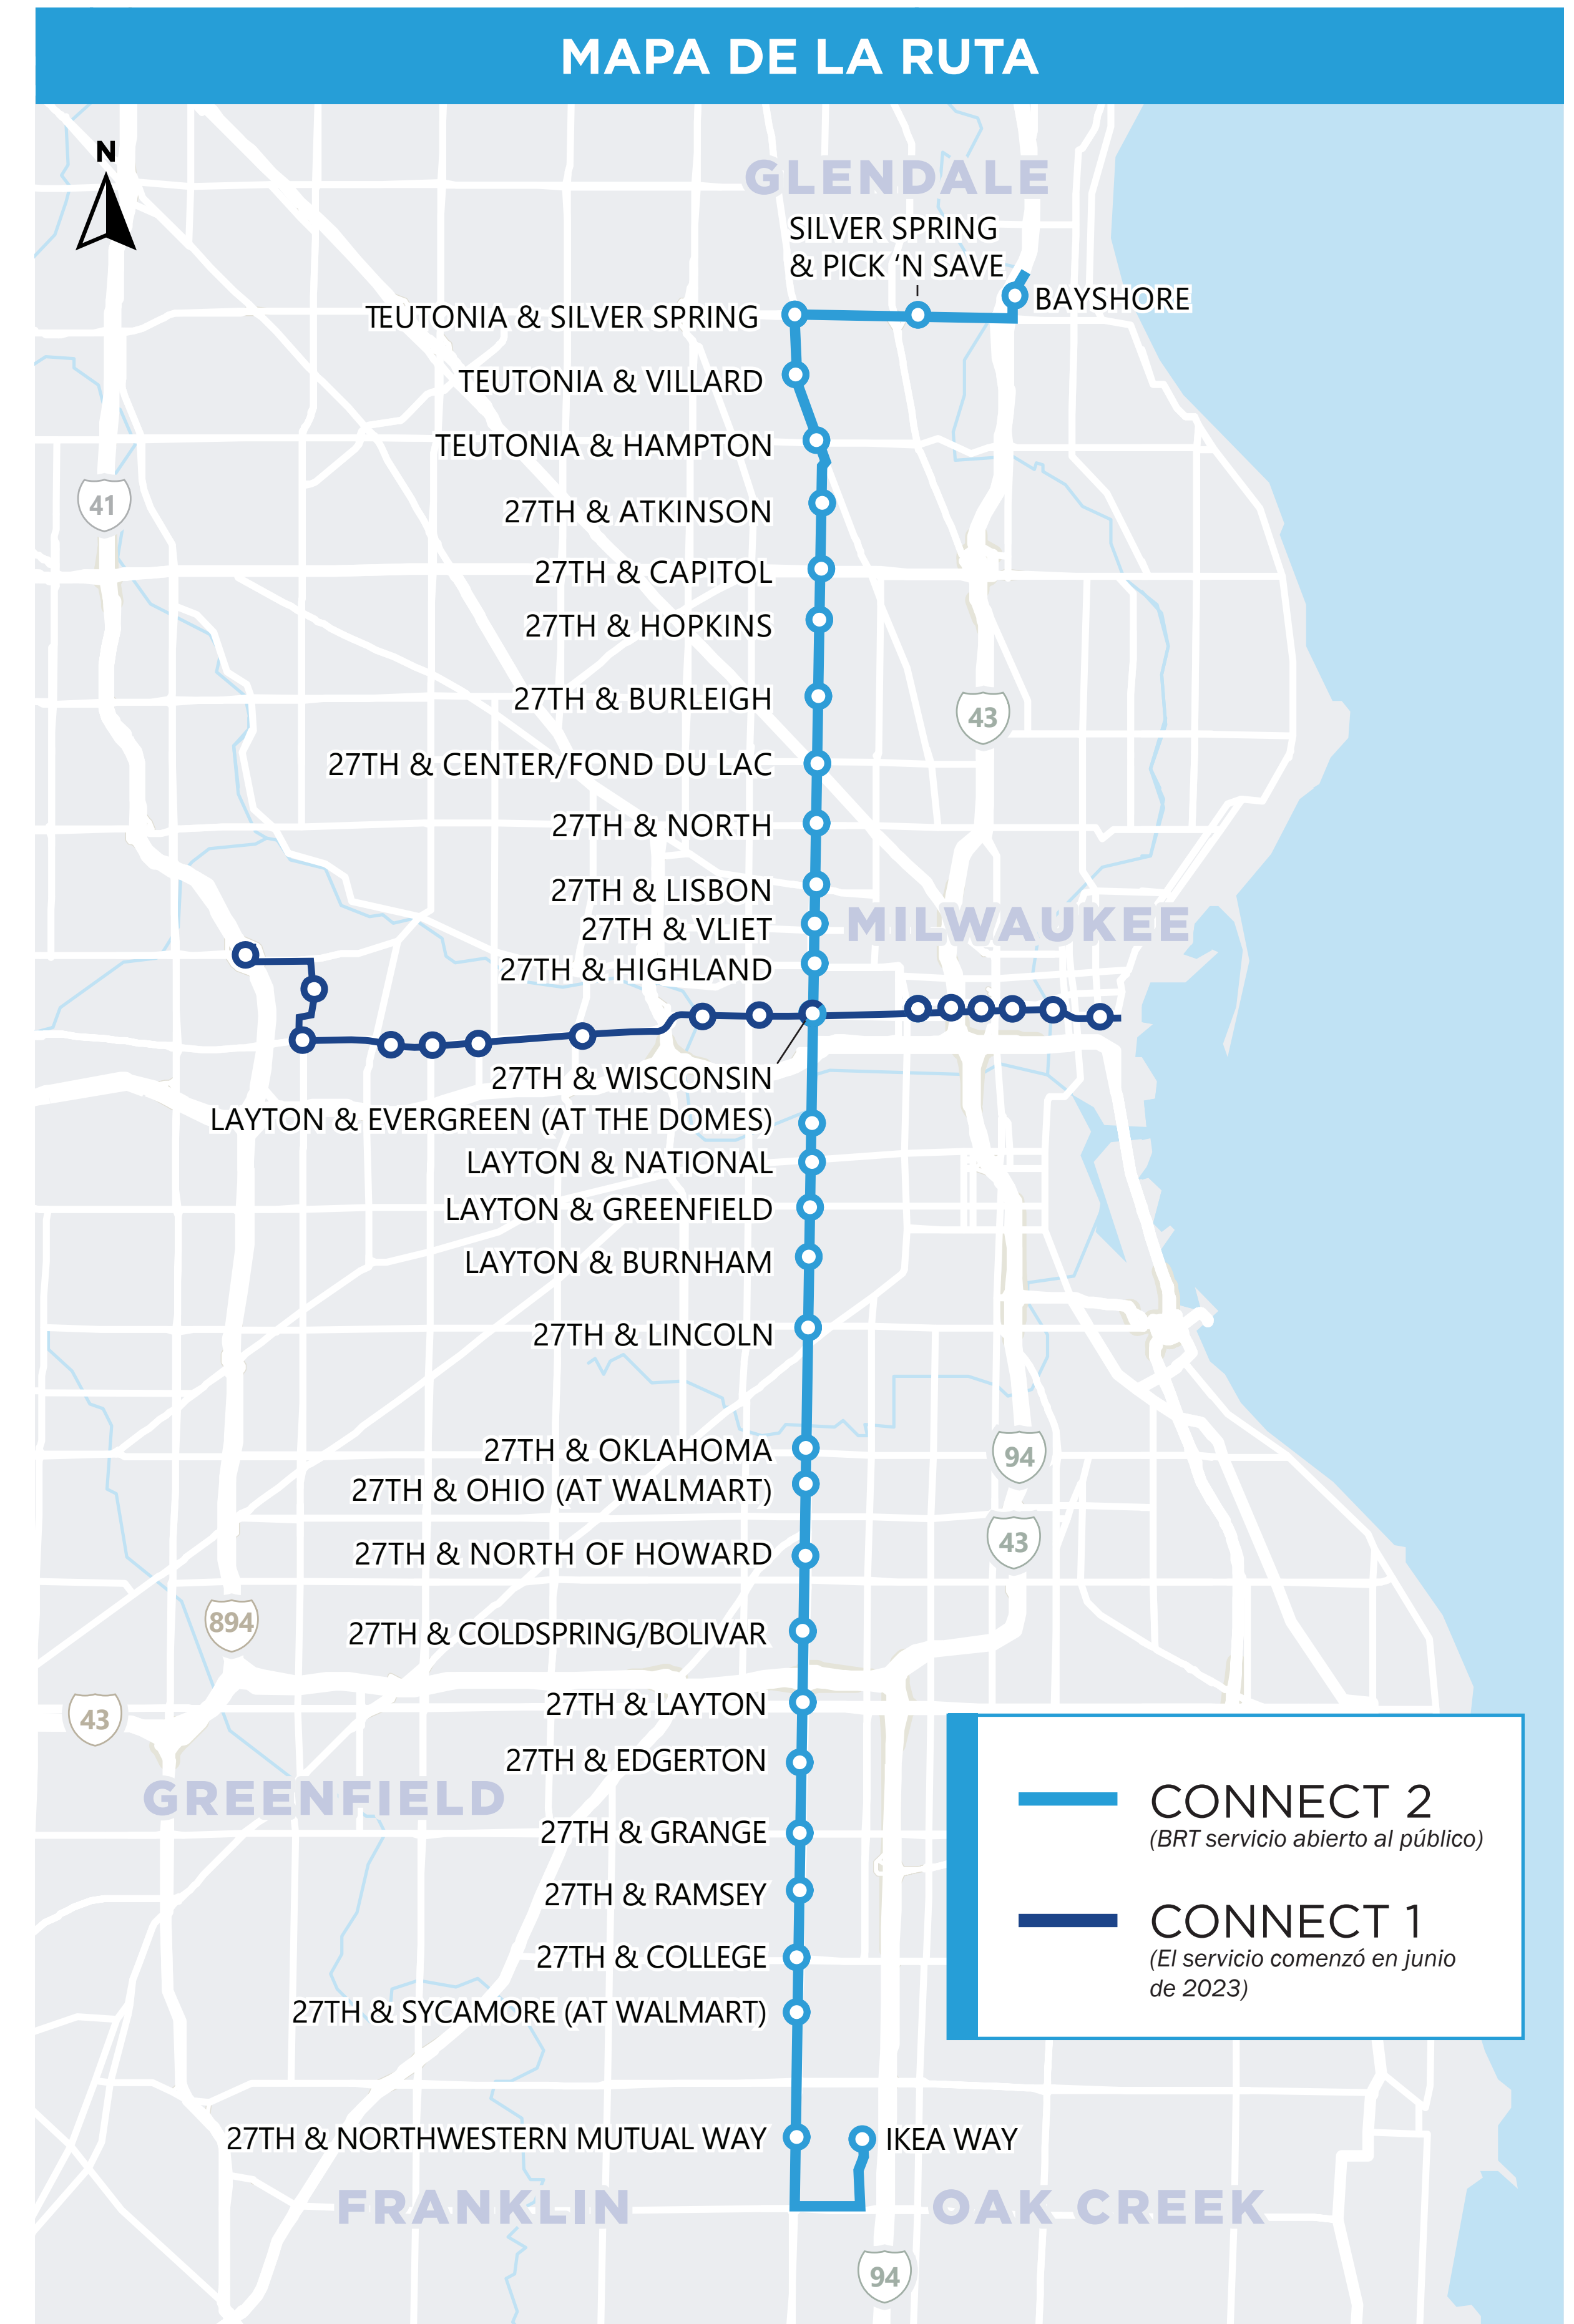 MAPA DE LA RUTA
N
GLENDALE
SILVER SPRING
& PICK ‘N SAVE
BAYSHORE
TEUTONIA & SILVER SPRING
TEUTONIA & VILLARD
TEUTONIA & HAMPTON
41
27TH & ATKINSON
27TH & CAPITOL
27TH & HOPKINS
27TH & BURLEIGH
43
27TH & CENTER/FOND DU LAC
27TH & NORTH
27TH & LISBON
MILWAUKEE
27TH & VLIET
27TH & HIGHLAND
27TH & WISCONSIN
LAYTON & EVERGREEN (AT THE DOMES)
LAYTON & NATIONAL
LAYTON & GREENFIELD
LAYTON & BURNHAM
27TH & LINCOLN
27TH & OKLAHOMA
94
27TH & OHIO (AT WALMART)
43
27TH & NORTH OF HOWARD
894
27TH & COLDSPRING/BOLIVAR
27TH & LAYTON
43
27TH & EDGERTON
GREENFIELD
27TH & GRANGE
27TH & RAMSEY
27TH & COLLEGE
27TH & SYCAMORE (AT WALMART)
CONNECT 2
(BRT servicio abierto al público)
CONNECT 1
(El servicio comenzó en junio
de 2023)
27TH & NORTHWESTERN MUTUAL WAY
IKEA WAY
FRANKLIN
OAK CREEK
94